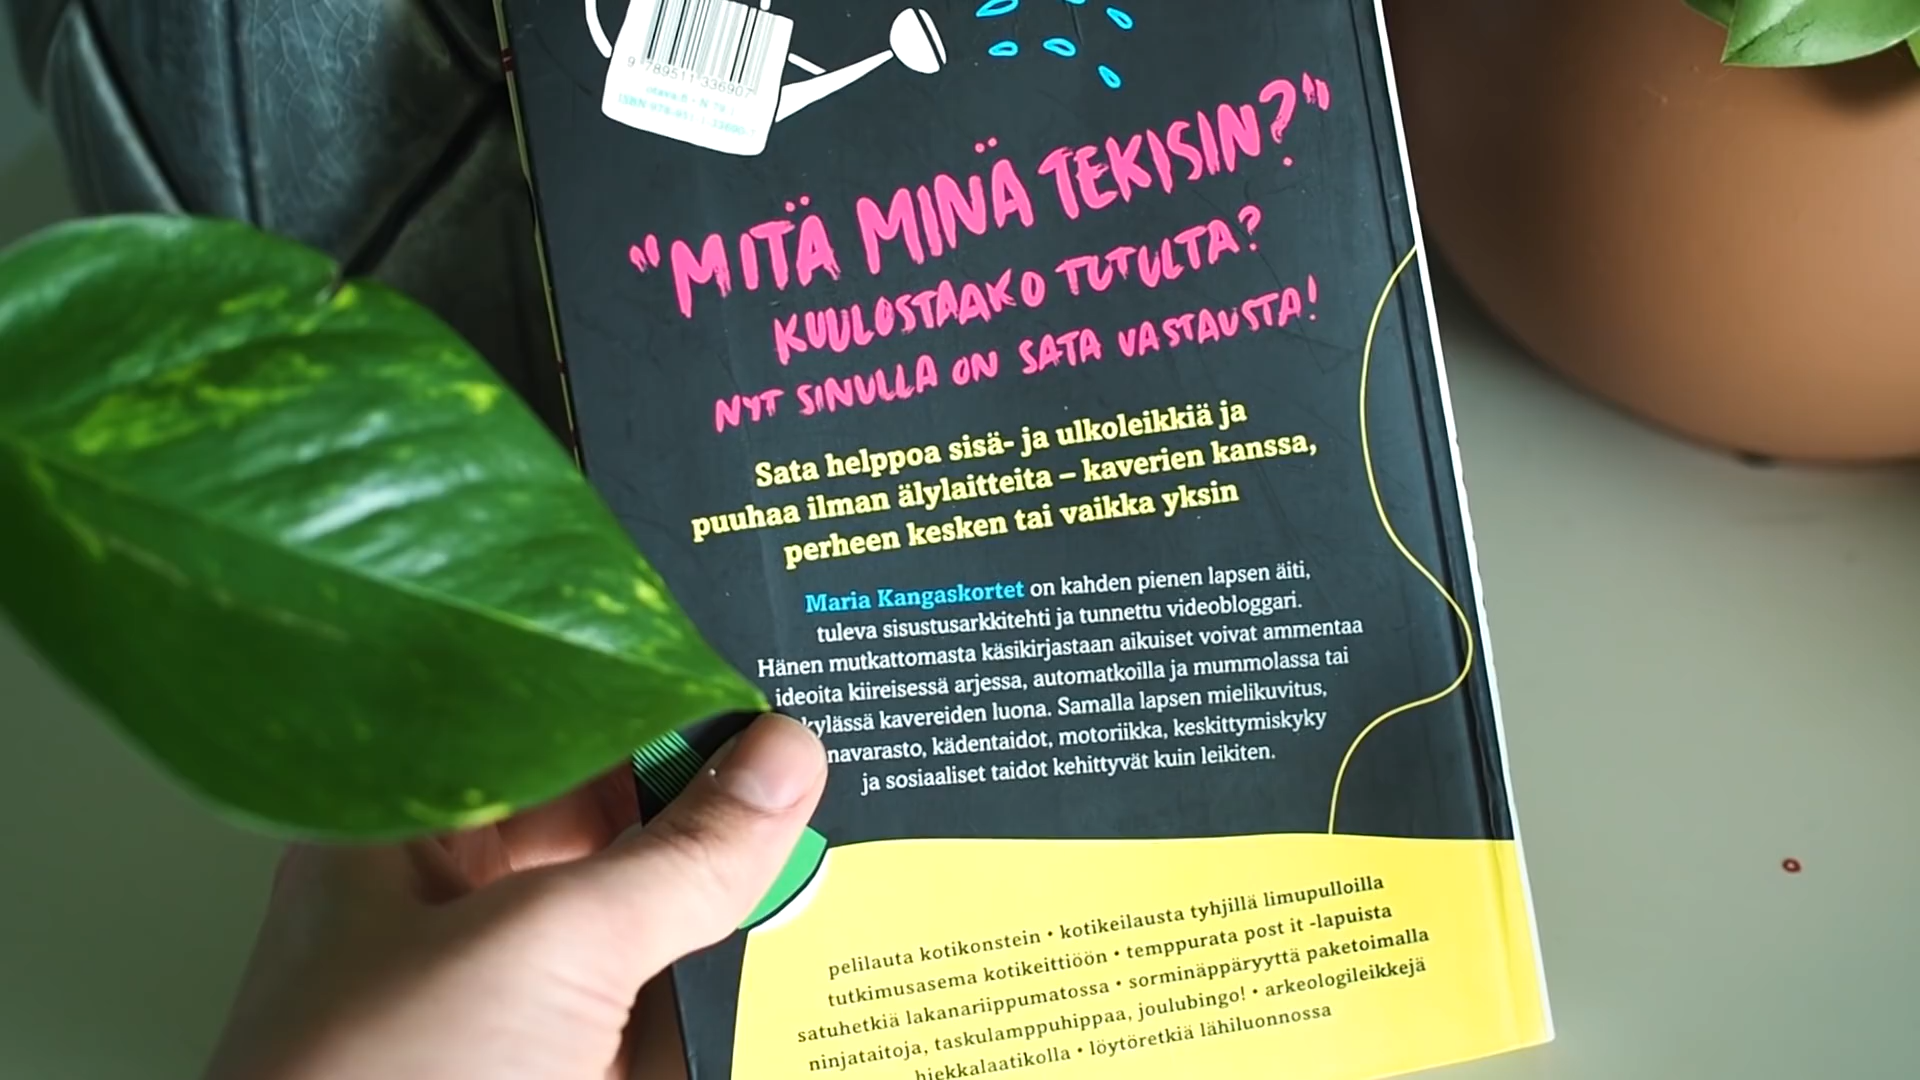 9 789511 336907
"MITÄ MINÄ TEKISIN?"
KUULOSTAAKO TUTULTA?
NYT SINULLA ON SATA VASTAUSTA!
Sata helppoa sisä- ja ulkoleikkiä ja
puuhaa ilman älylaitteita – kaverien kanssa,
perheen kesken tai vaikka yksin
Maria Kangaskortet on kahden pienen lapsen äiti,
tuleva sisustusarkkitehti ja tunnettu videobloggari.
Hänen mutkattomasta käsikirjastaan aikuiset voivat ammentaa
ideoita kiireisessä arjessa, automatkoilla ja mummolassa tai
kylässä kavereiden luona. Samalla lapsen mielikuvitus,
navarasto, kädentaidot, motoriikka, keskittymiskyky
ja sosiaaliset taidot kehittyvät kuin leikiten.
pelilauta kotikonstein • kotikeilausta tyhjillä limupulloilla
tutkimusasema kotikeittiöön • temppurata post it -lapuista
satuhetkiä lakanariippumatossa • sorminäppäryyttä paketoimalla
ninjataitoja, taskulamppuhippaa, joulubingo! • arkeologileikkejä
hiekkalaatikolla • löytöretkiä lähiluonnossa